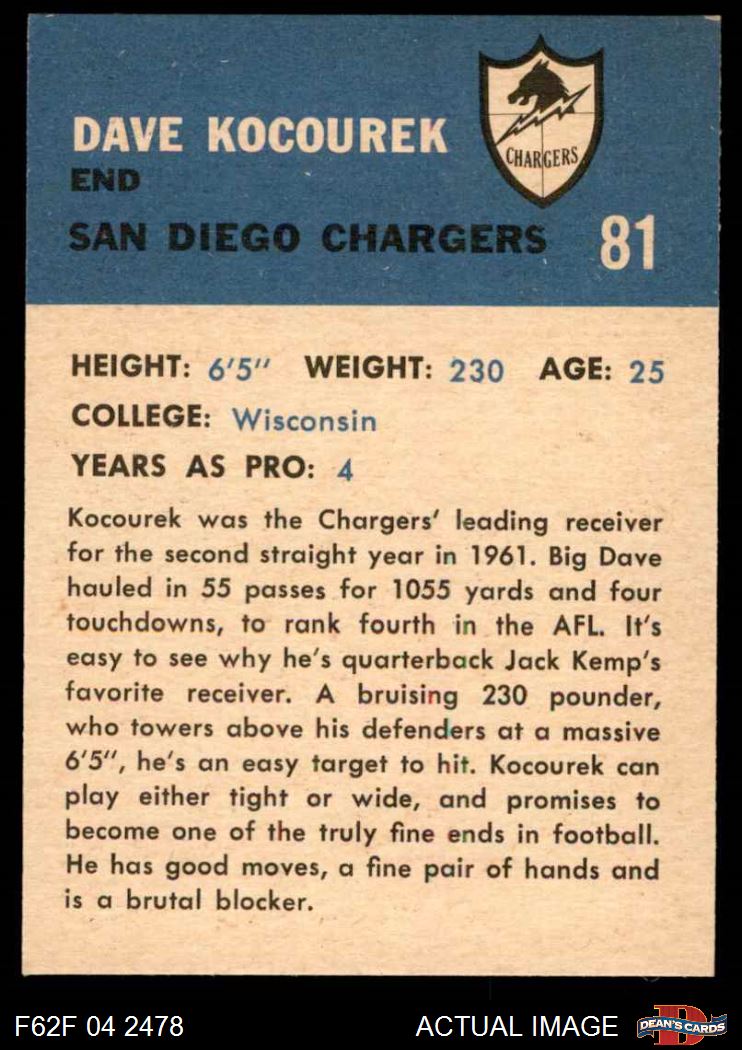 DAVE KOCOUREK
END
SAN DIEGO CHARGERS
CHARGERS
81
HEIGHT: 6'5" WEIGHT: 230 AGE: 25
COLLEGE: Wisconsin
YEARS AS PRO: 4
Kocourek was the Chargers' leading receiver
for the second straight year in 1961. Big Dave
hauled in 55 passes for 1055 yards and four
touchdowns, to rank fourth in the AFL. It's
easy to see why he's quarterback Jack Kemp's
favorite receiver. A bruising 230 pounder,
who towers above his defenders at a massive
6'5", he's an easy target to hit. Kocourek can
play either tight or wide, and promises to
become one of the truly fine ends in football.
He has good moves, a fine pair of hands and
is a brutal blocker.
F62F 04 2478
ACTUAL IMAGE
D
DEAN'S CARDS